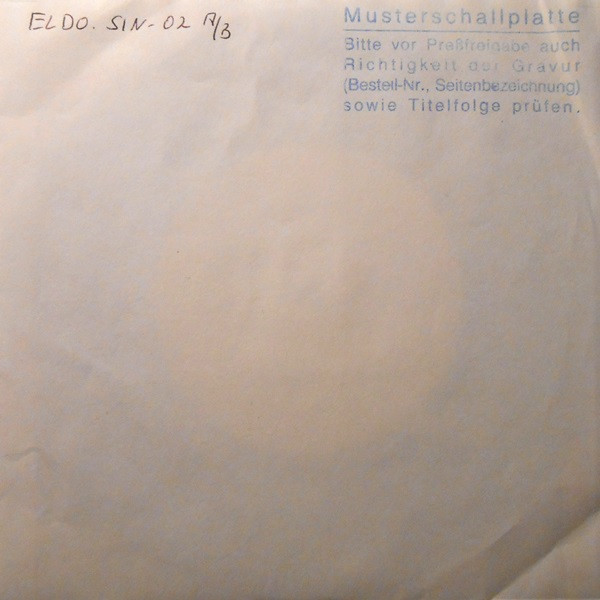 ELDO. SIN-02 A/B
Musterschallplatte
Bitte vor Preßfreigabe auch
Richtigkeit der Gravur
(Bestell-Nr., Seitenbezeichnung)
sowie Titelfolge prüfen.